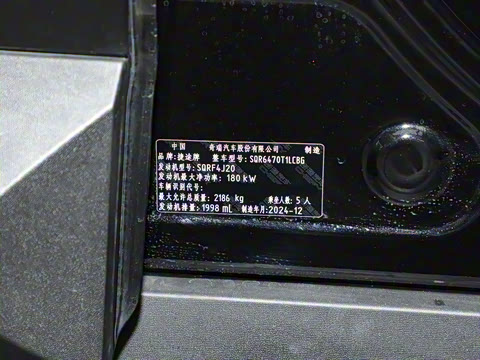 中国 奇瑞汽车股份有限公司 制造
品牌:捷途牌 整车型号:SQR6470T1LCBG
发动机型号:SQRF4J20
发动机最大净功率: 180 kW
车辆识别代号:
最大允许总质量: 2186 kg 乘坐人数: 5 人
发动机排量:1998 mL 制造年月:2024-12